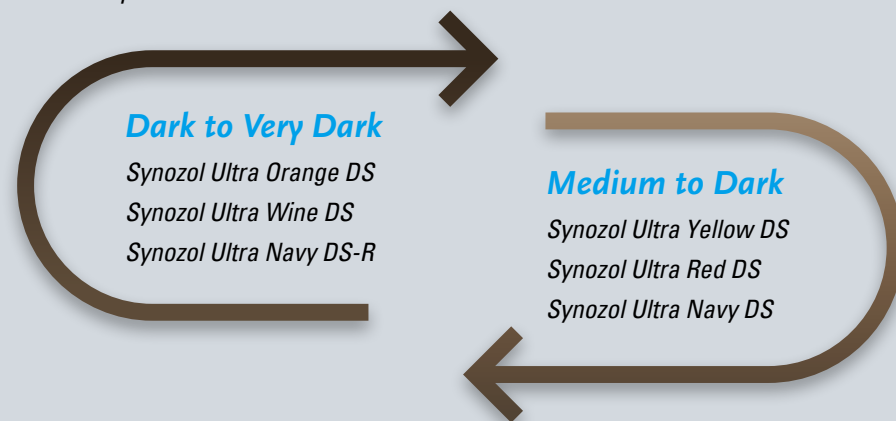 Dark to Very Dark
Synozol Ultra Orange DS
Synozol Ultra Wine DS
Synozol Ultra Navy DS-R
Medium to Dark
Synozol Ultra Yellow DS
Synozol Ultra Red DS
Synozol Ultra Navy DS